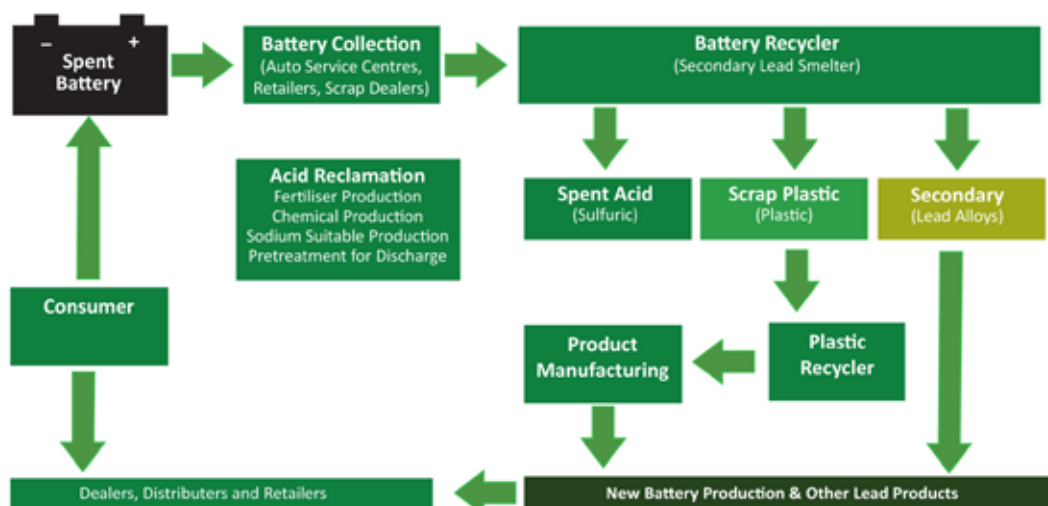 – +
Spent
Battery
Battery Collection
(Auto Service Centres,
Retailers, Scrap Dealers)
Battery Recycler
(Secondary Lead Smelter)
Acid Reclamation
Fertiliser Production
Chemical Production
Sodium Suitable Production
Pretreatment for Discharge
Spent Acid
(Sulfuric)
Scrap Plastic
(Plastic)
Secondary
(Lead Alloys)
Consumer
Product
Manufacturing
Plastic
Recycler
Dealers, Distributers and Retailers
New Battery Production & Other Lead Products